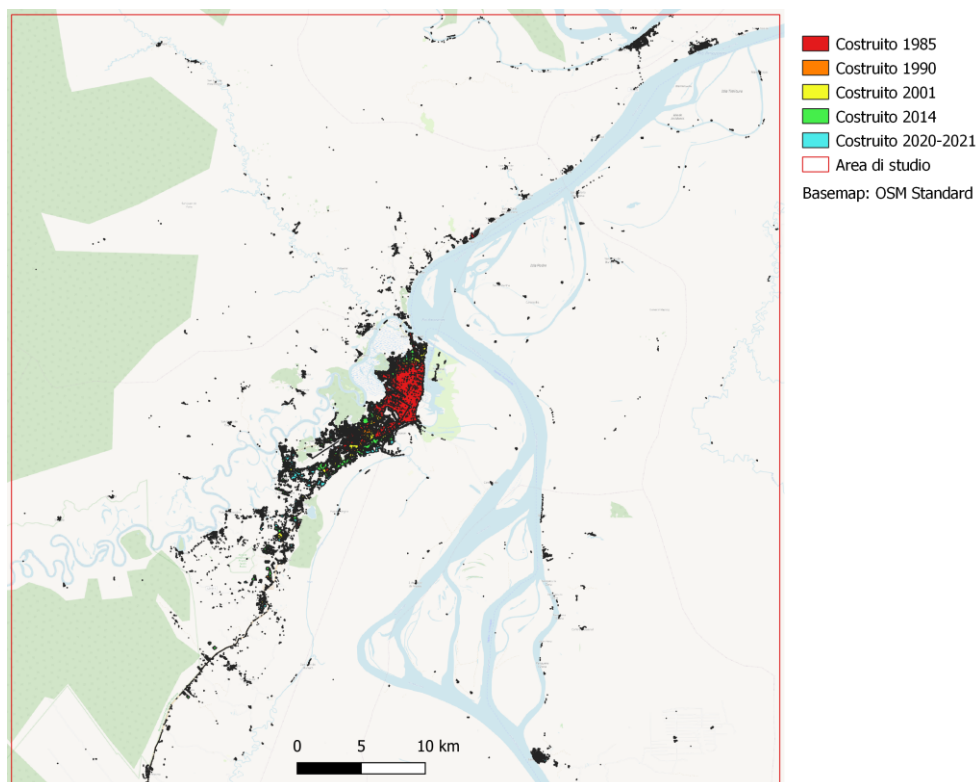 Costruito 1985
Costruito 1990
Costruito 2001
Costruito 2014
Costruito 2020-2021
Area di studio
Basemap: OSM Standard
0 5 10 km